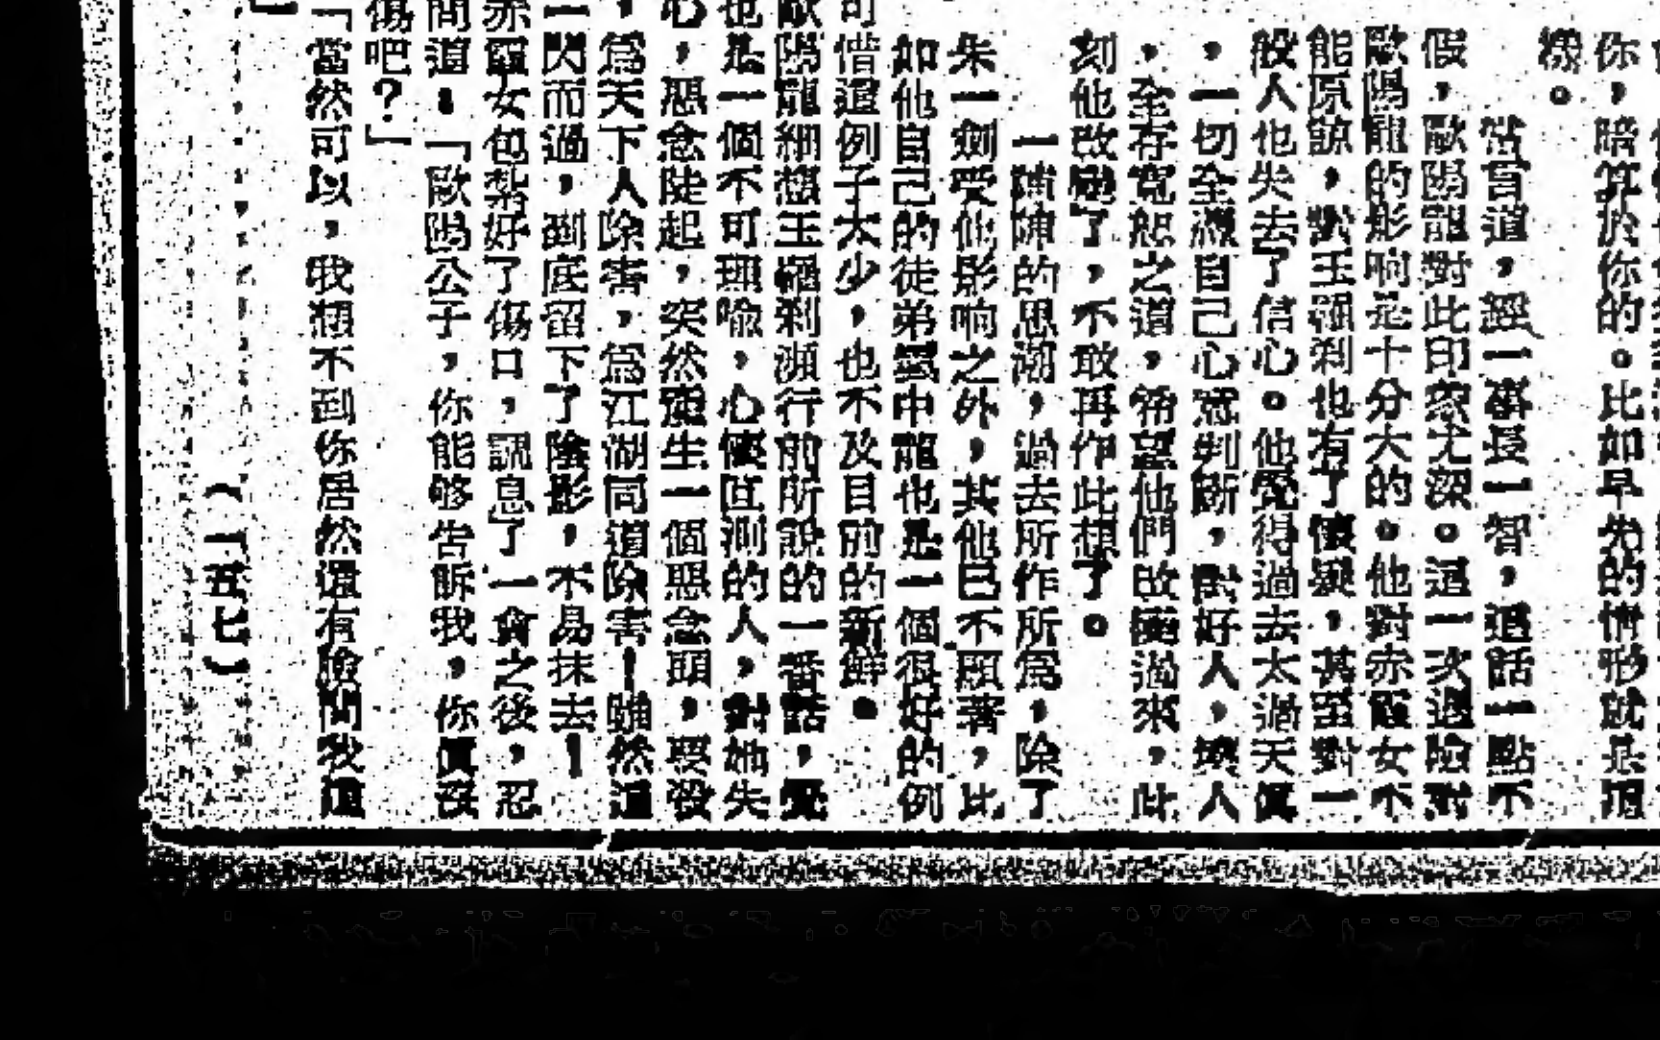 你，暗算於你的。比如早先的情形就是這
樣。
常言道，經一事長一智，這話一點不
假，歐陽龍對此印象尤深。這一次遇險對
歐陽龍的影响是十分大的。他對赤霞女不
能原諒，對玉羅剎也有了懷疑，甚至對一
般人也失去了信心。他覺得過去太過天真
，一切全憑自己心意判斷，對好人，壞人
，全存寬恕之道，希望他們改過來，此
刻他改變了，不敢再作此想了。
一陣陣的思潮，過去所作所爲，除了
朱一劍受他影响之外，其他已不顯著，比
如他自己的徒弟雲中龍也是一個很好的例
可惜這例子太少，也不及目前的新鮮。
歐陽龍細想玉羅剎瀕行前所說的一番話，覺
也是一個不可理喻，心懷叵測的人，對她失
心，惡念陡起，突然產生一個惡念頭，要殺
，爲天下人除害，爲江湖同道除害！雖然這
一閃而過，到底留下了陰影，不易抹去！
赤霞女包紮好了傷口，調息了一會之後，忍
問道：「歐陽公子，你能够告訴我，你眞沒
傷吧？」
「當然可以，我想不到你居然還有臉問我這
」
（一五七）